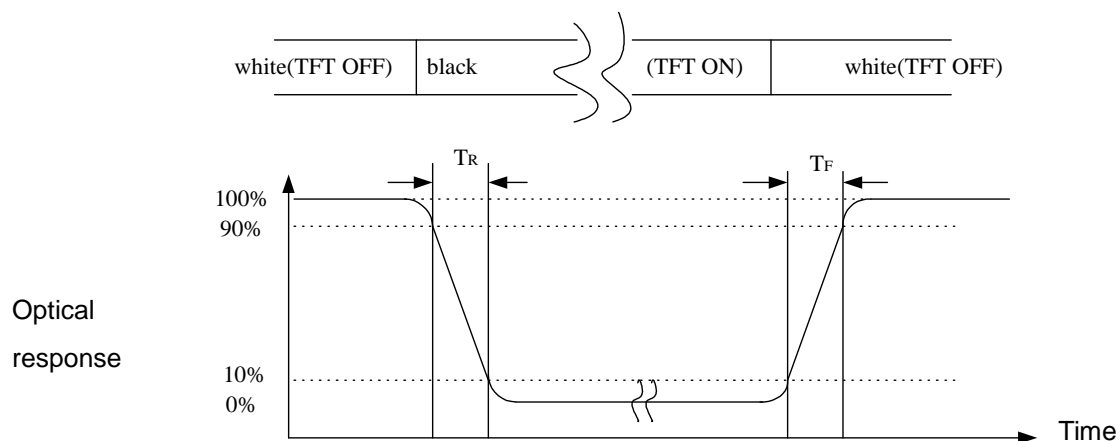 white(TFT OFF) black (TFT ON) white(TFT OFF)
TR TF
100%
90%
Optical
response
10%
0%
Time